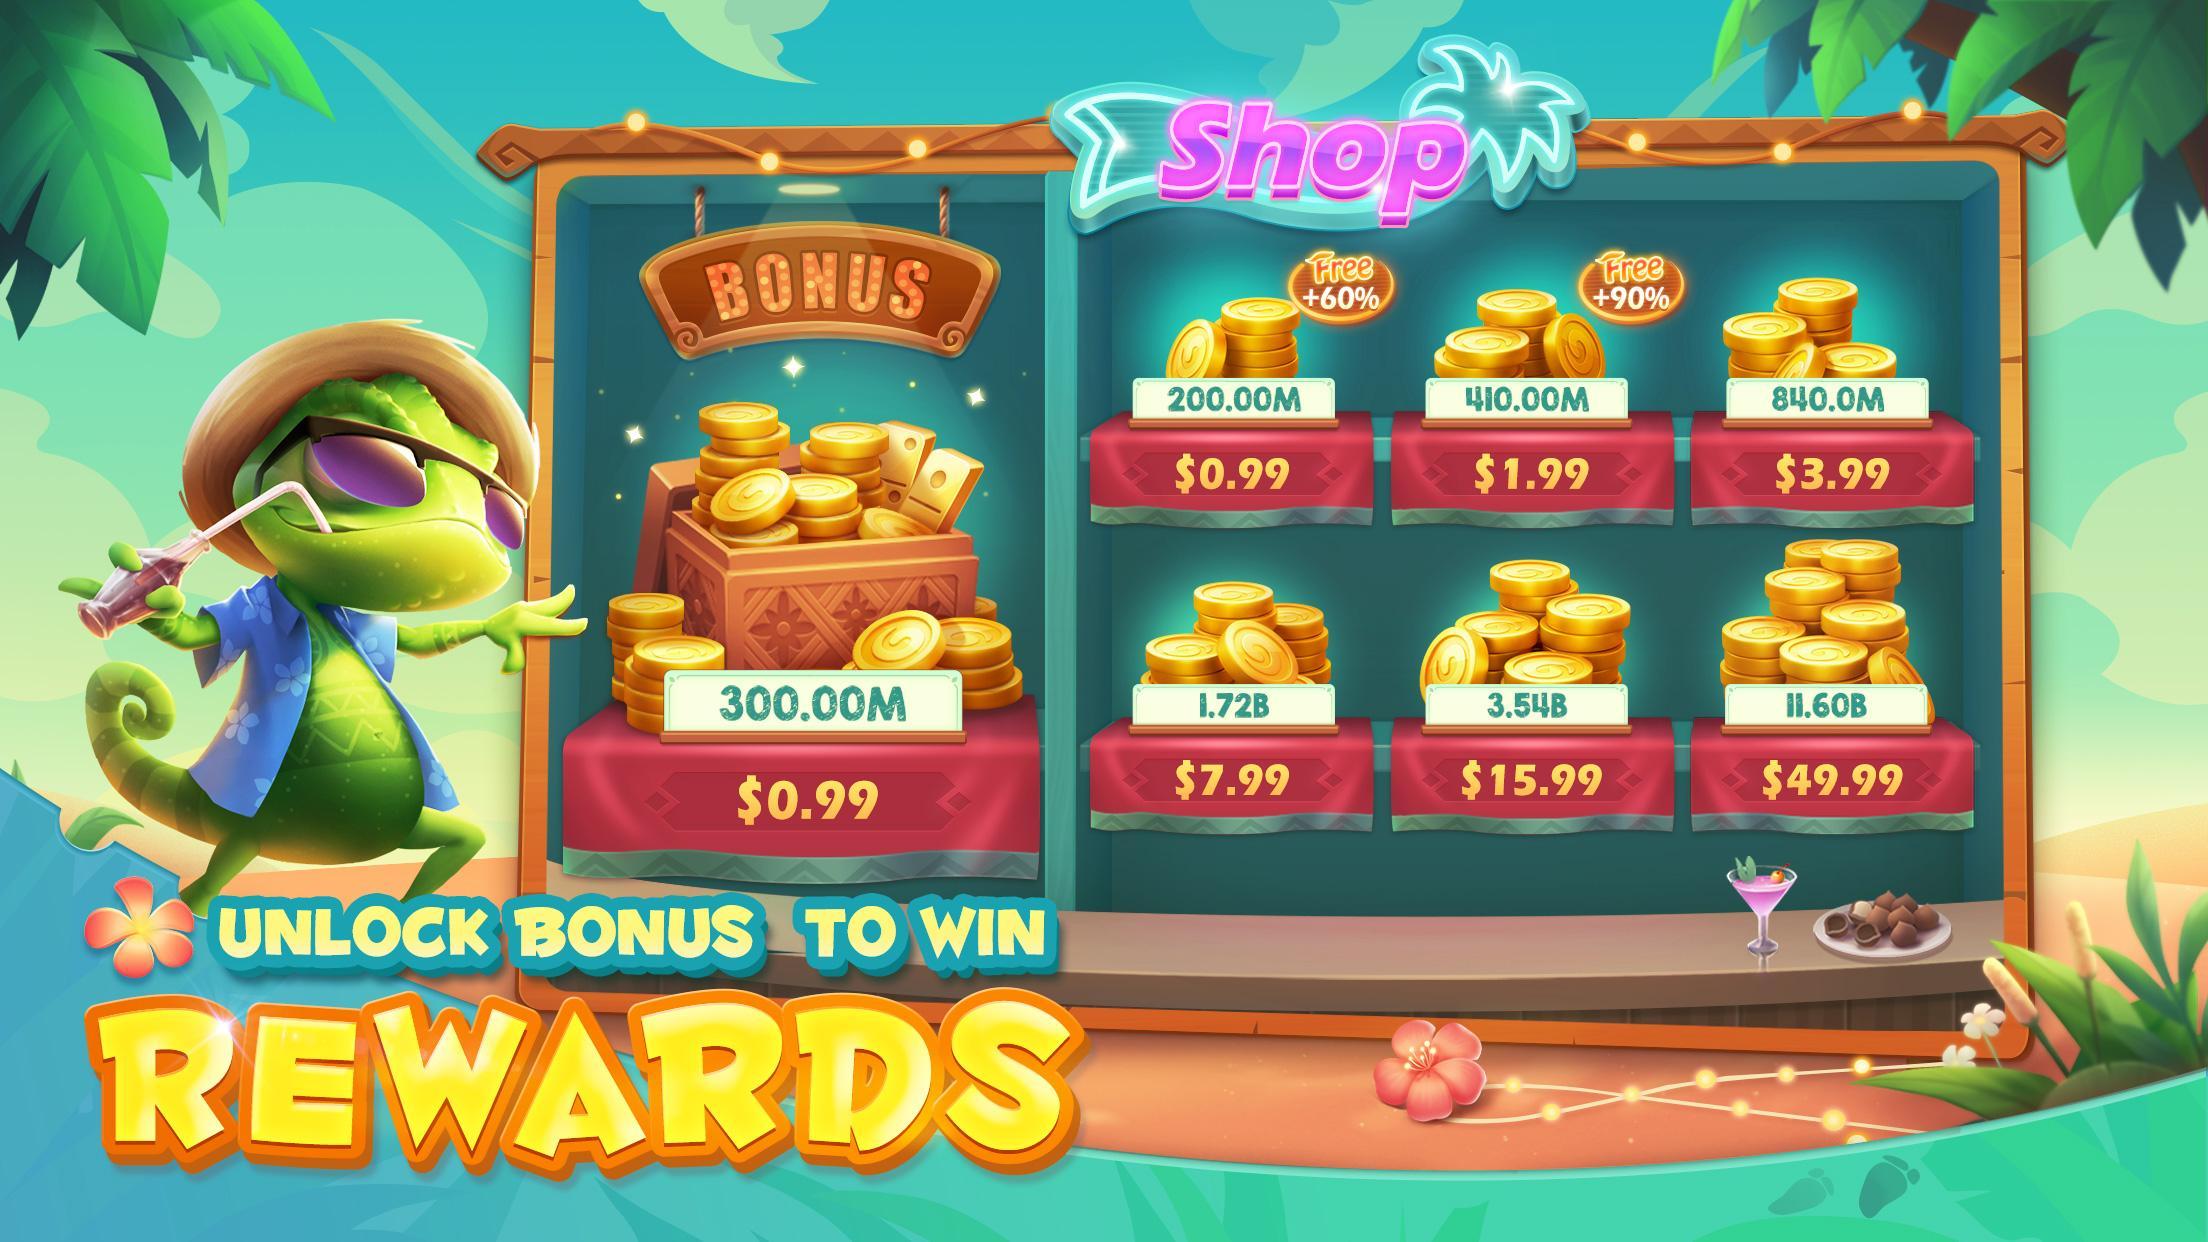 Shop
BONUS
300.00M
$0.99
Free
+60%
200.00M
$0.99
Free
+90%
410.00M
$1.99
840.0M
$3.99
1.72B
$7.99
3.54B
$15.99
11.60B
$49.99
UNLOCK BONUS TO WIN
REWARDS